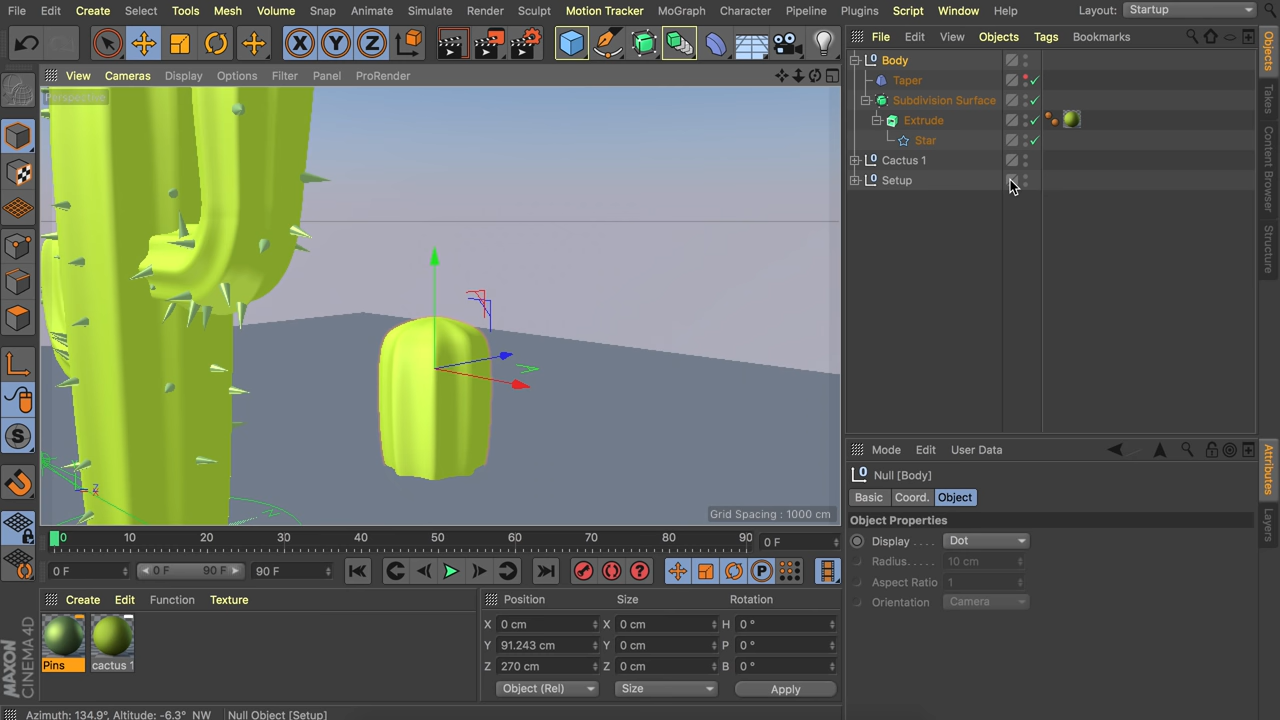 File Edit Create Select Tools Mesh Volume Snap Animate Simulate Render Sculpt Motion Tracker MoGraph Character Pipeline Plugins Script Window Help Layout: Startup
File Edit View Objects Tags Bookmarks
View Cameras Display Options Filter Panel ProRender
Perspective
Body
Taper
Subdivision Surface
Extrude
Star
Cactus 1
Setup
Objects
Takes
Content Browser
Structure
Grid Spacing : 1000 cm
Mode Edit User Data
Null [Body]
Basic Coord. Object
Object Properties
Display . . . . Dot
Radius. . . . . 10 cm
Aspect Ratio 1
Orientation Camera
Attributes
Layers
0 10 20 30 40 50 60 70 80 90 0 F
0 F 0 F 90 F 90 F
Create Edit Function Texture
Pins
cactus 1
Position Size Rotation
X 0 cm X 0 cm H 0 °
Y 91.243 cm Y 0 cm P 0 °
Z 270 cm Z 0 cm B 0 °
Object (Rel) Size Apply
MAXON
CINEMA4D
Azimuth: 134.9°, Altitude: -6.3° NW Null Object [Setup]